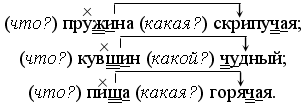 (что?) пружина (какая?) скрипучая;
(что?) кувшин (какой?) чудный;
(что?) пища (какая?) горячая.